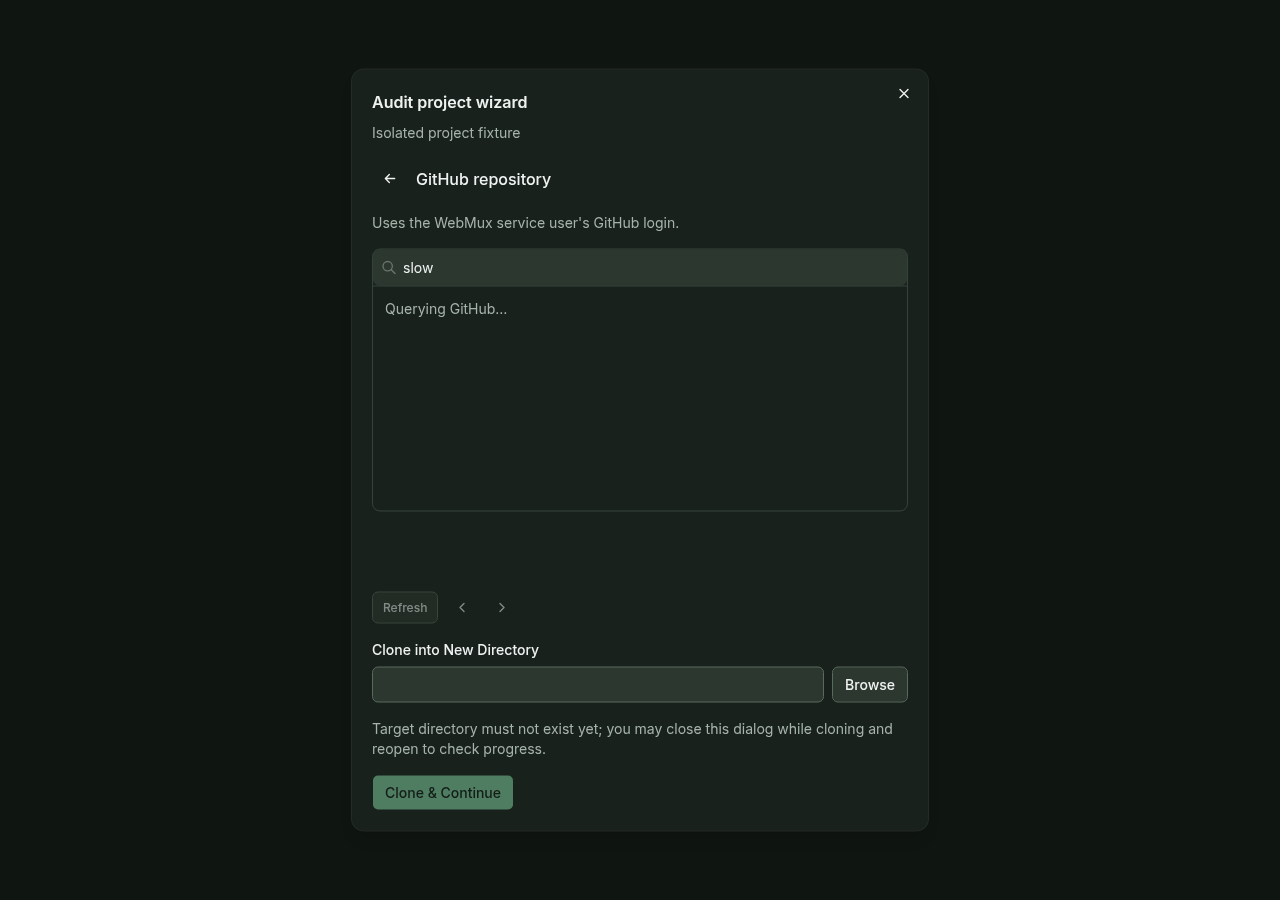 Audit project wizard
Isolated project fixture
GitHub repository
Uses the WebMux service user's GitHub login.
slow
Querying GitHub...
Refresh
Clone into New Directory
Browse
Target directory must not exist yet; you may close this dialog while cloning and
reopen to check progress.
Clone & Continue